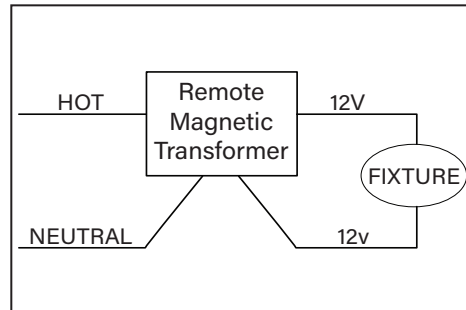 HOT
Remote
Magnetic
Transformer
12V
FIXTURE
NEUTRAL
12v